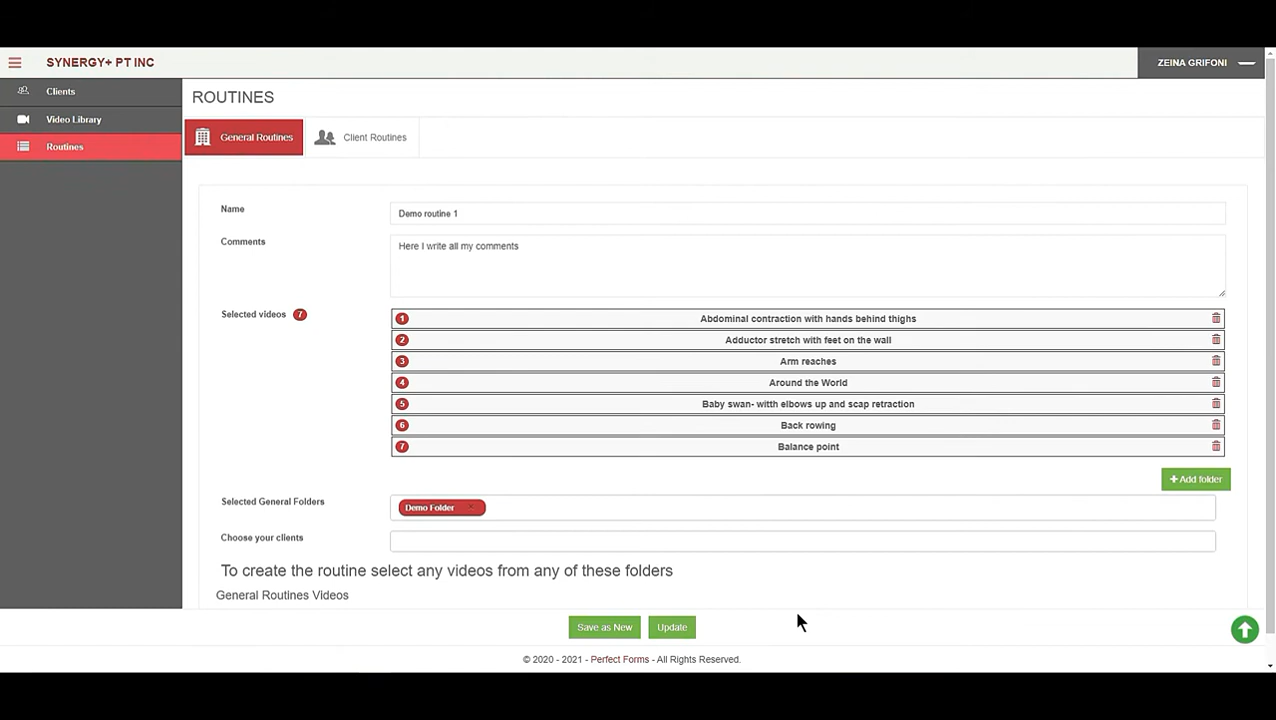 SYNERGY+ PT INC
ZEINA GRIFONI
Clients
Video Library
Routines
ROUTINES
General Routines
Client Routines
Name
Demo routine 1
Comments
Here I write all my comments
Selected videos 7
1 Abdominal contraction with hands behind thighs
2 Adductor stretch with feet on the wall
3 Arm reaches
4 Around the World
5 Baby swan- witth elbows up and scap retraction
6 Back rowing
7 Balance point
+ Add folder
Selected General Folders
Demo Folder ×
Choose your clients
To create the routine select any videos from any of these folders
General Routines Videos
Save as New
Update
© 2020 - 2021 - Perfect Forms - All Rights Reserved.